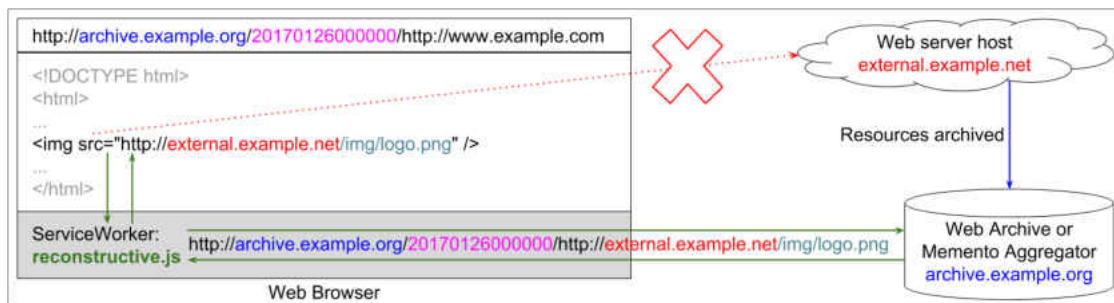 http://archive.example.org/20170126000000/http://www.example.com
<!DOCTYPE html>
<html>
...
<img src="http://external.example.net/img/logo.png" />
...
</html>
ServiceWorker:
reconstructive.js
http://archive.example.org/20170126000000/http://external.example.net/img/logo.png
Web Browser
Web server host
external.example.net
Resources archived
Web Archive or
Memento Aggregator
archive.example.org